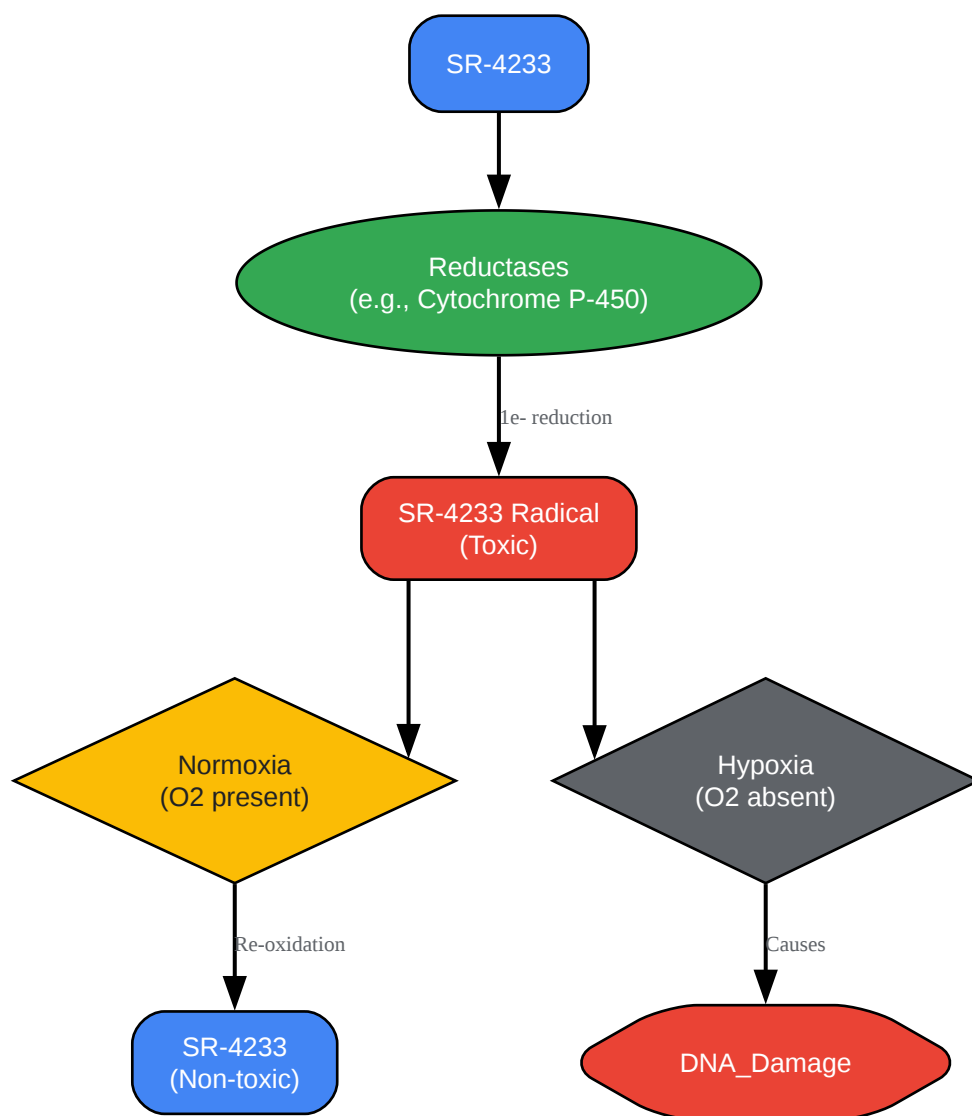 SR-4233
Reductases
(e.g., Cytochrome P-450)
1e- reduction
SR-4233 Radical
(Toxic)
Normoxia
(O2 present)
Hypoxia
(O2 absent)
Re-oxidation
Causes
SR-4233
(Non-toxic)
DNA_Damage